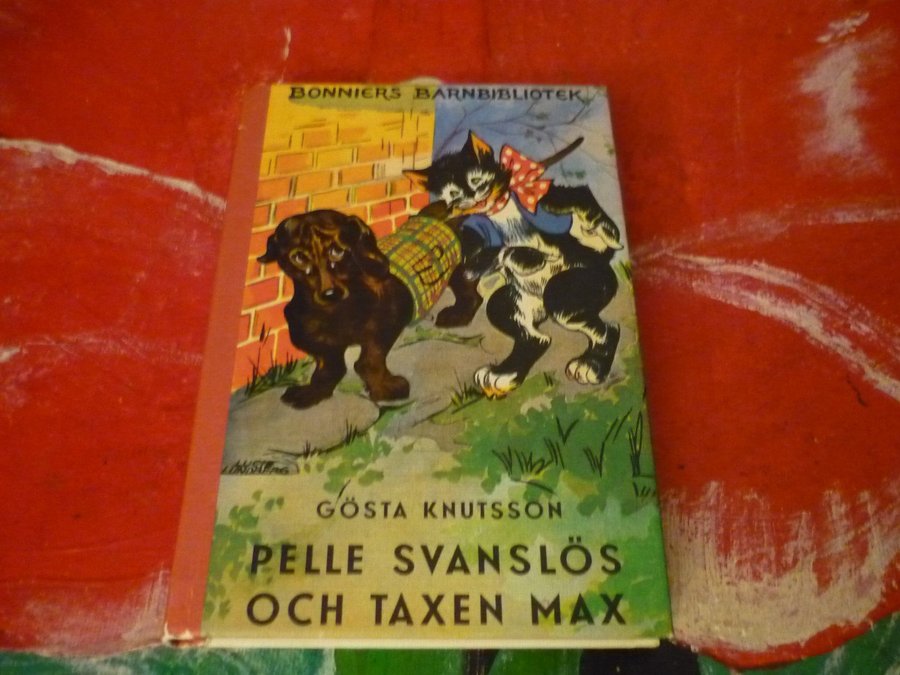 BONNIERS BARNBIBLIOTEK
GÖSTA KNUTSSON
PELLE SVANSLÖS
OCH TAXEN MAX